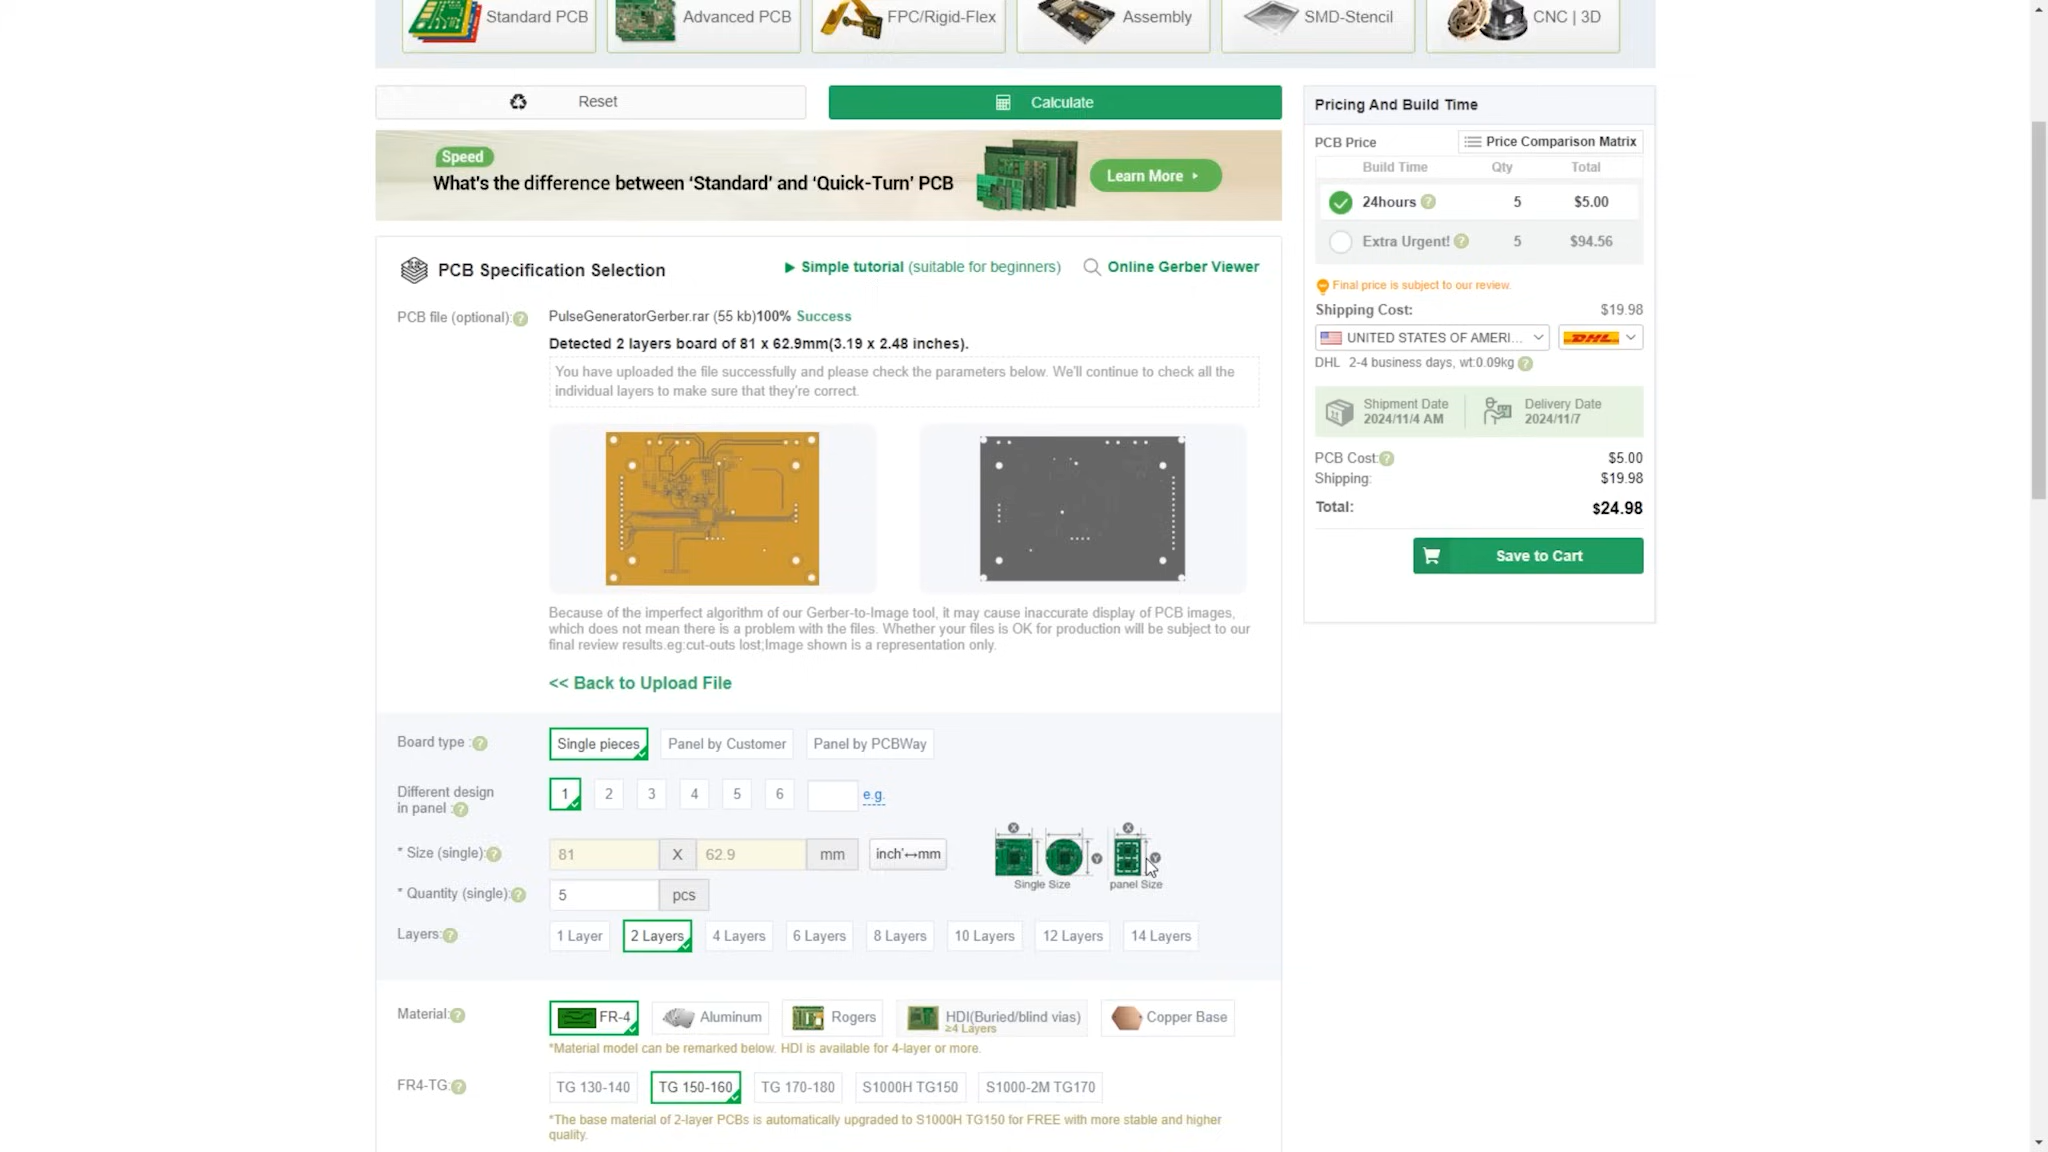 Standard PCB
Advanced PCB
FPC/Rigid-Flex
Assembly
SMD-Stencil
CNC | 3D
Reset
Calculate
Speed
What's the difference between ‘Standard’ and ‘Quick-Turn’ PCB
Learn More
PCB Specification Selection
Simple tutorial (suitable for beginners)
Online Gerber Viewer
PCB file (optional):
PulseGeneratorGerber.rar (55 kb)100% Success
Detected 2 layers board of 81 x 62.9mm(3.19 x 2.48 inches).
You have uploaded the file successfully and please check the parameters below. We'll continue to check all the
individual layers to make sure that they're correct.
Because of the imperfect algorithm of our Gerber-to-Image tool, it may cause inaccurate display of PCB images,
which does not mean there is a problem with the files. Whether your files is OK for production will be subject to our
final review results.eg:cut-outs lost;Image shown is a representation only.
<< Back to Upload File
Board type :
Single pieces
Panel by Customer
Panel by PCBWay
Different design
in panel :
1
2
3
4
5
6
e.g.
* Size (single):
81
X
62.9
mm
inch'↔mm
X
X
Y
Y
Single Size
panel Size
* Quantity (single):
5
pcs
Layers:
1 Layer
2 Layers
4 Layers
6 Layers
8 Layers
10 Layers
12 Layers
14 Layers
Material:
FR-4
Aluminum
Rogers
HDI(Buried/blind vias)
≥4 Layers
Copper Base
*Material model can be remarked below. HDI is available for 4-layer or more.
FR4-TG:
TG 130-140
TG 150-160
TG 170-180
S1000H TG150
S1000-2M TG170
*The base material of 2-layer PCBs is automatically upgraded to S1000H TG150 for FREE with more stable and higher
quality.
Pricing And Build Time
PCB Price
Price Comparison Matrix
Build Time
Qty
Total
24hours
5
$5.00
Extra Urgent!
5
$94.56
Final price is subject to our review.
Shipping Cost:
$19.98
UNITED STATES OF AMERI...
DHL
DHL 2-4 business days, wt:0.09kg
Shipment Date
2024/11/4 AM
Delivery Date
2024/11/7
PCB Cost:
$5.00
Shipping:
$19.98
Total:
$24.98
Save to Cart